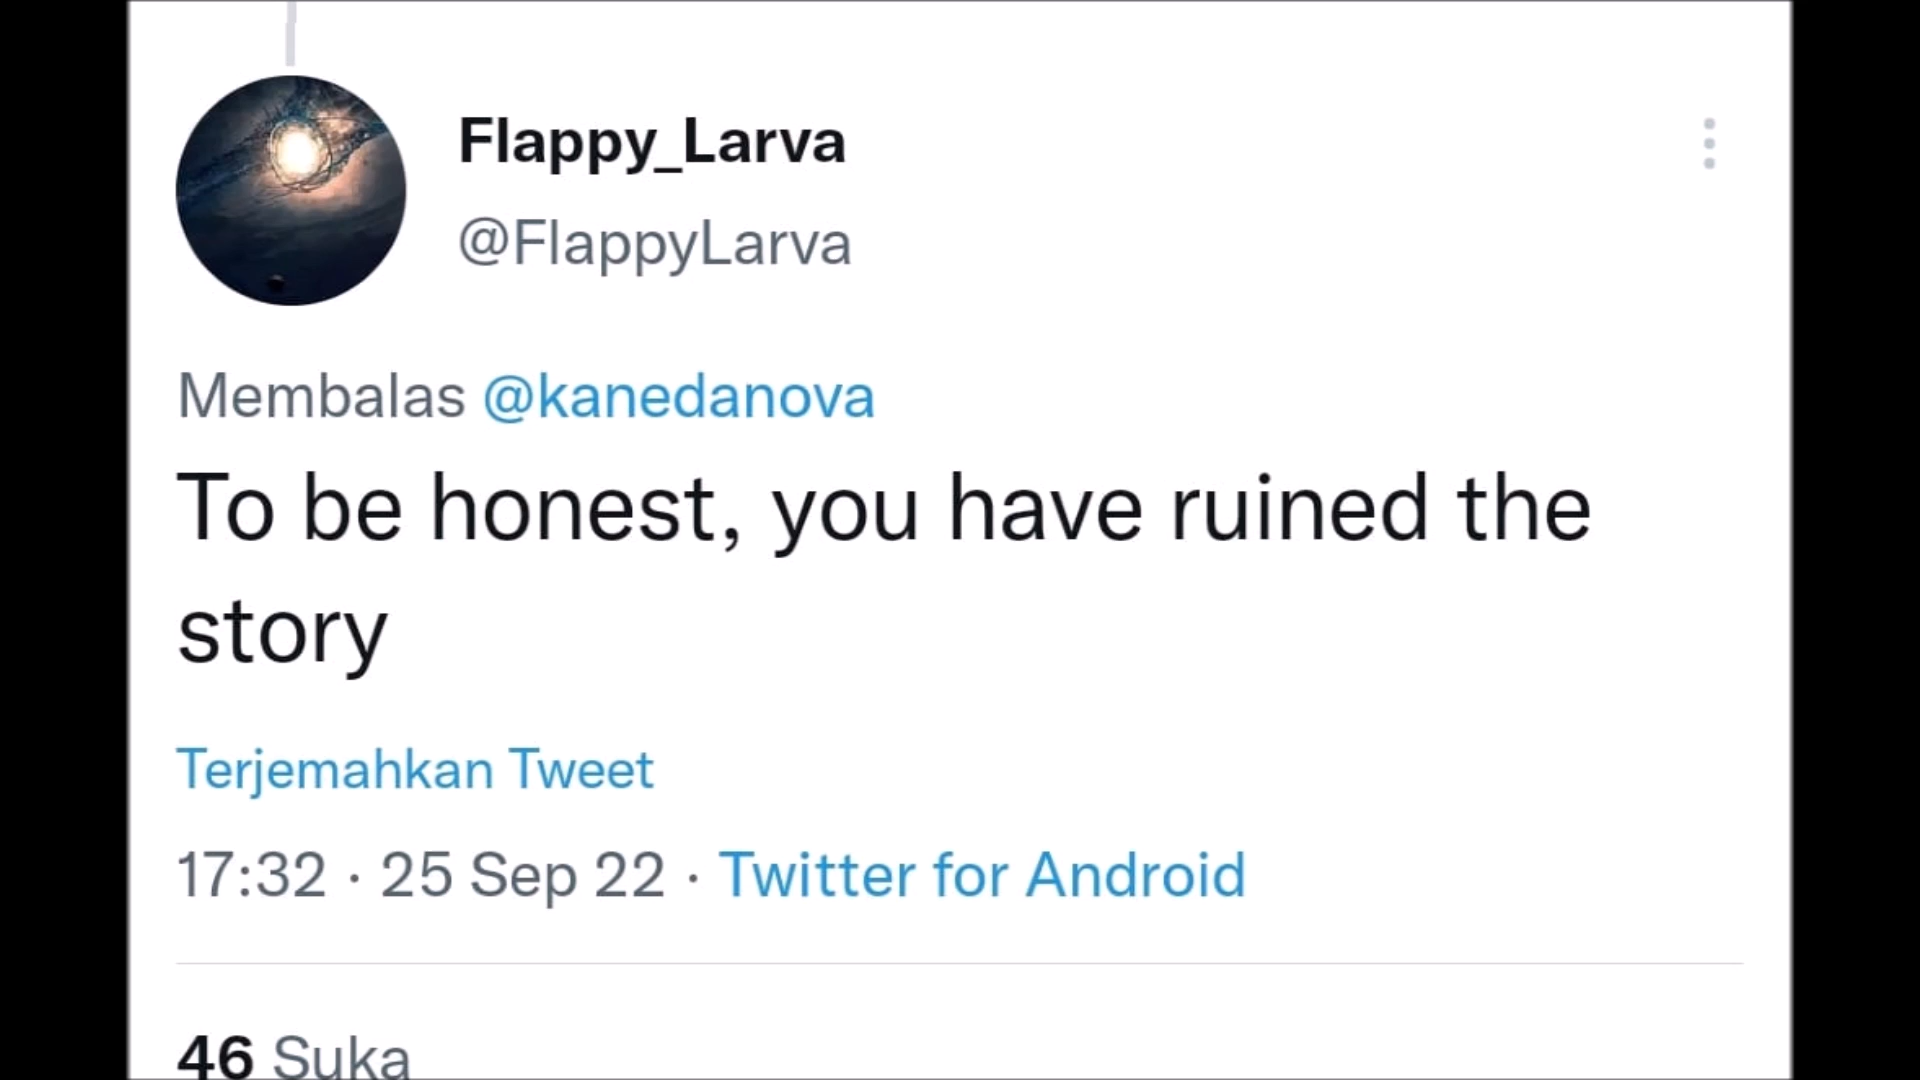 Flappy_Larva
@FlappyLarva
Membalas @kanedanova
To be honest, you have ruined the
story
Terjemahkan Tweet
17:32 · 25 Sep 22 · Twitter for Android
46 Suka